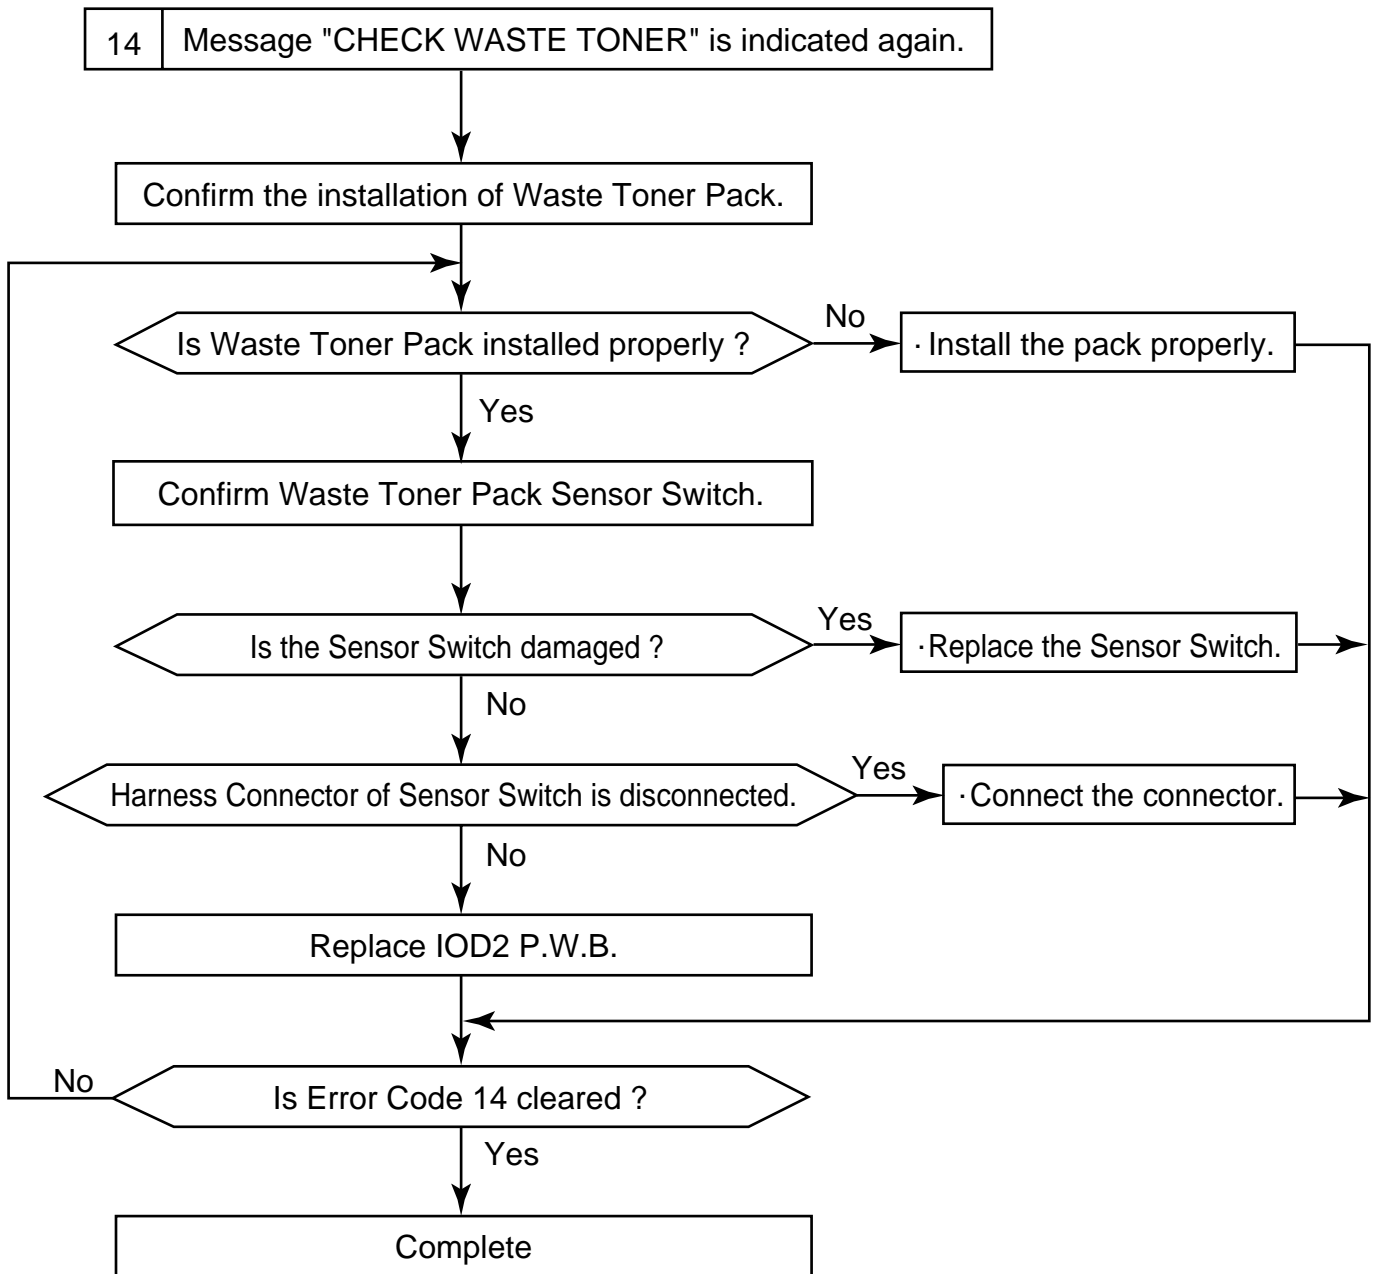 14 Message "CHECK WASTE TONER" is indicated again.
Confirm the installation of Waste Toner Pack.
Is Waste Toner Pack installed properly ?
No
· Install the pack properly.
Yes
Confirm Waste Toner Pack Sensor Switch.
Is the Sensor Switch damaged ?
Yes
·Replace the Sensor Switch.
No
Harness Connector of Sensor Switch is disconnected.
Yes
·Connect the connector.
No
Replace IOD2 P.W.B.
No
Is Error Code 14 cleared ?
Yes
Complete